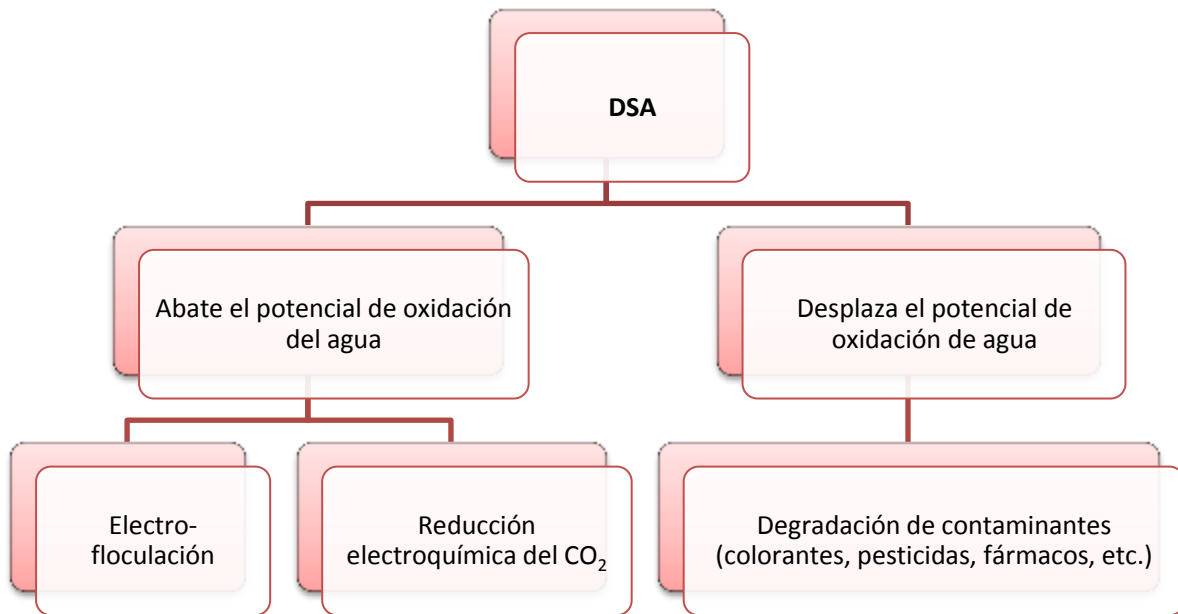 DSA
Abate el potencial de oxidación
del agua
Desplaza el potencial de
oxidación de agua
Electro-
floculación
Reducción
electroquímica del CO₂
Degradación de contaminantes
(colorantes, pesticidas, fármacos, etc.)